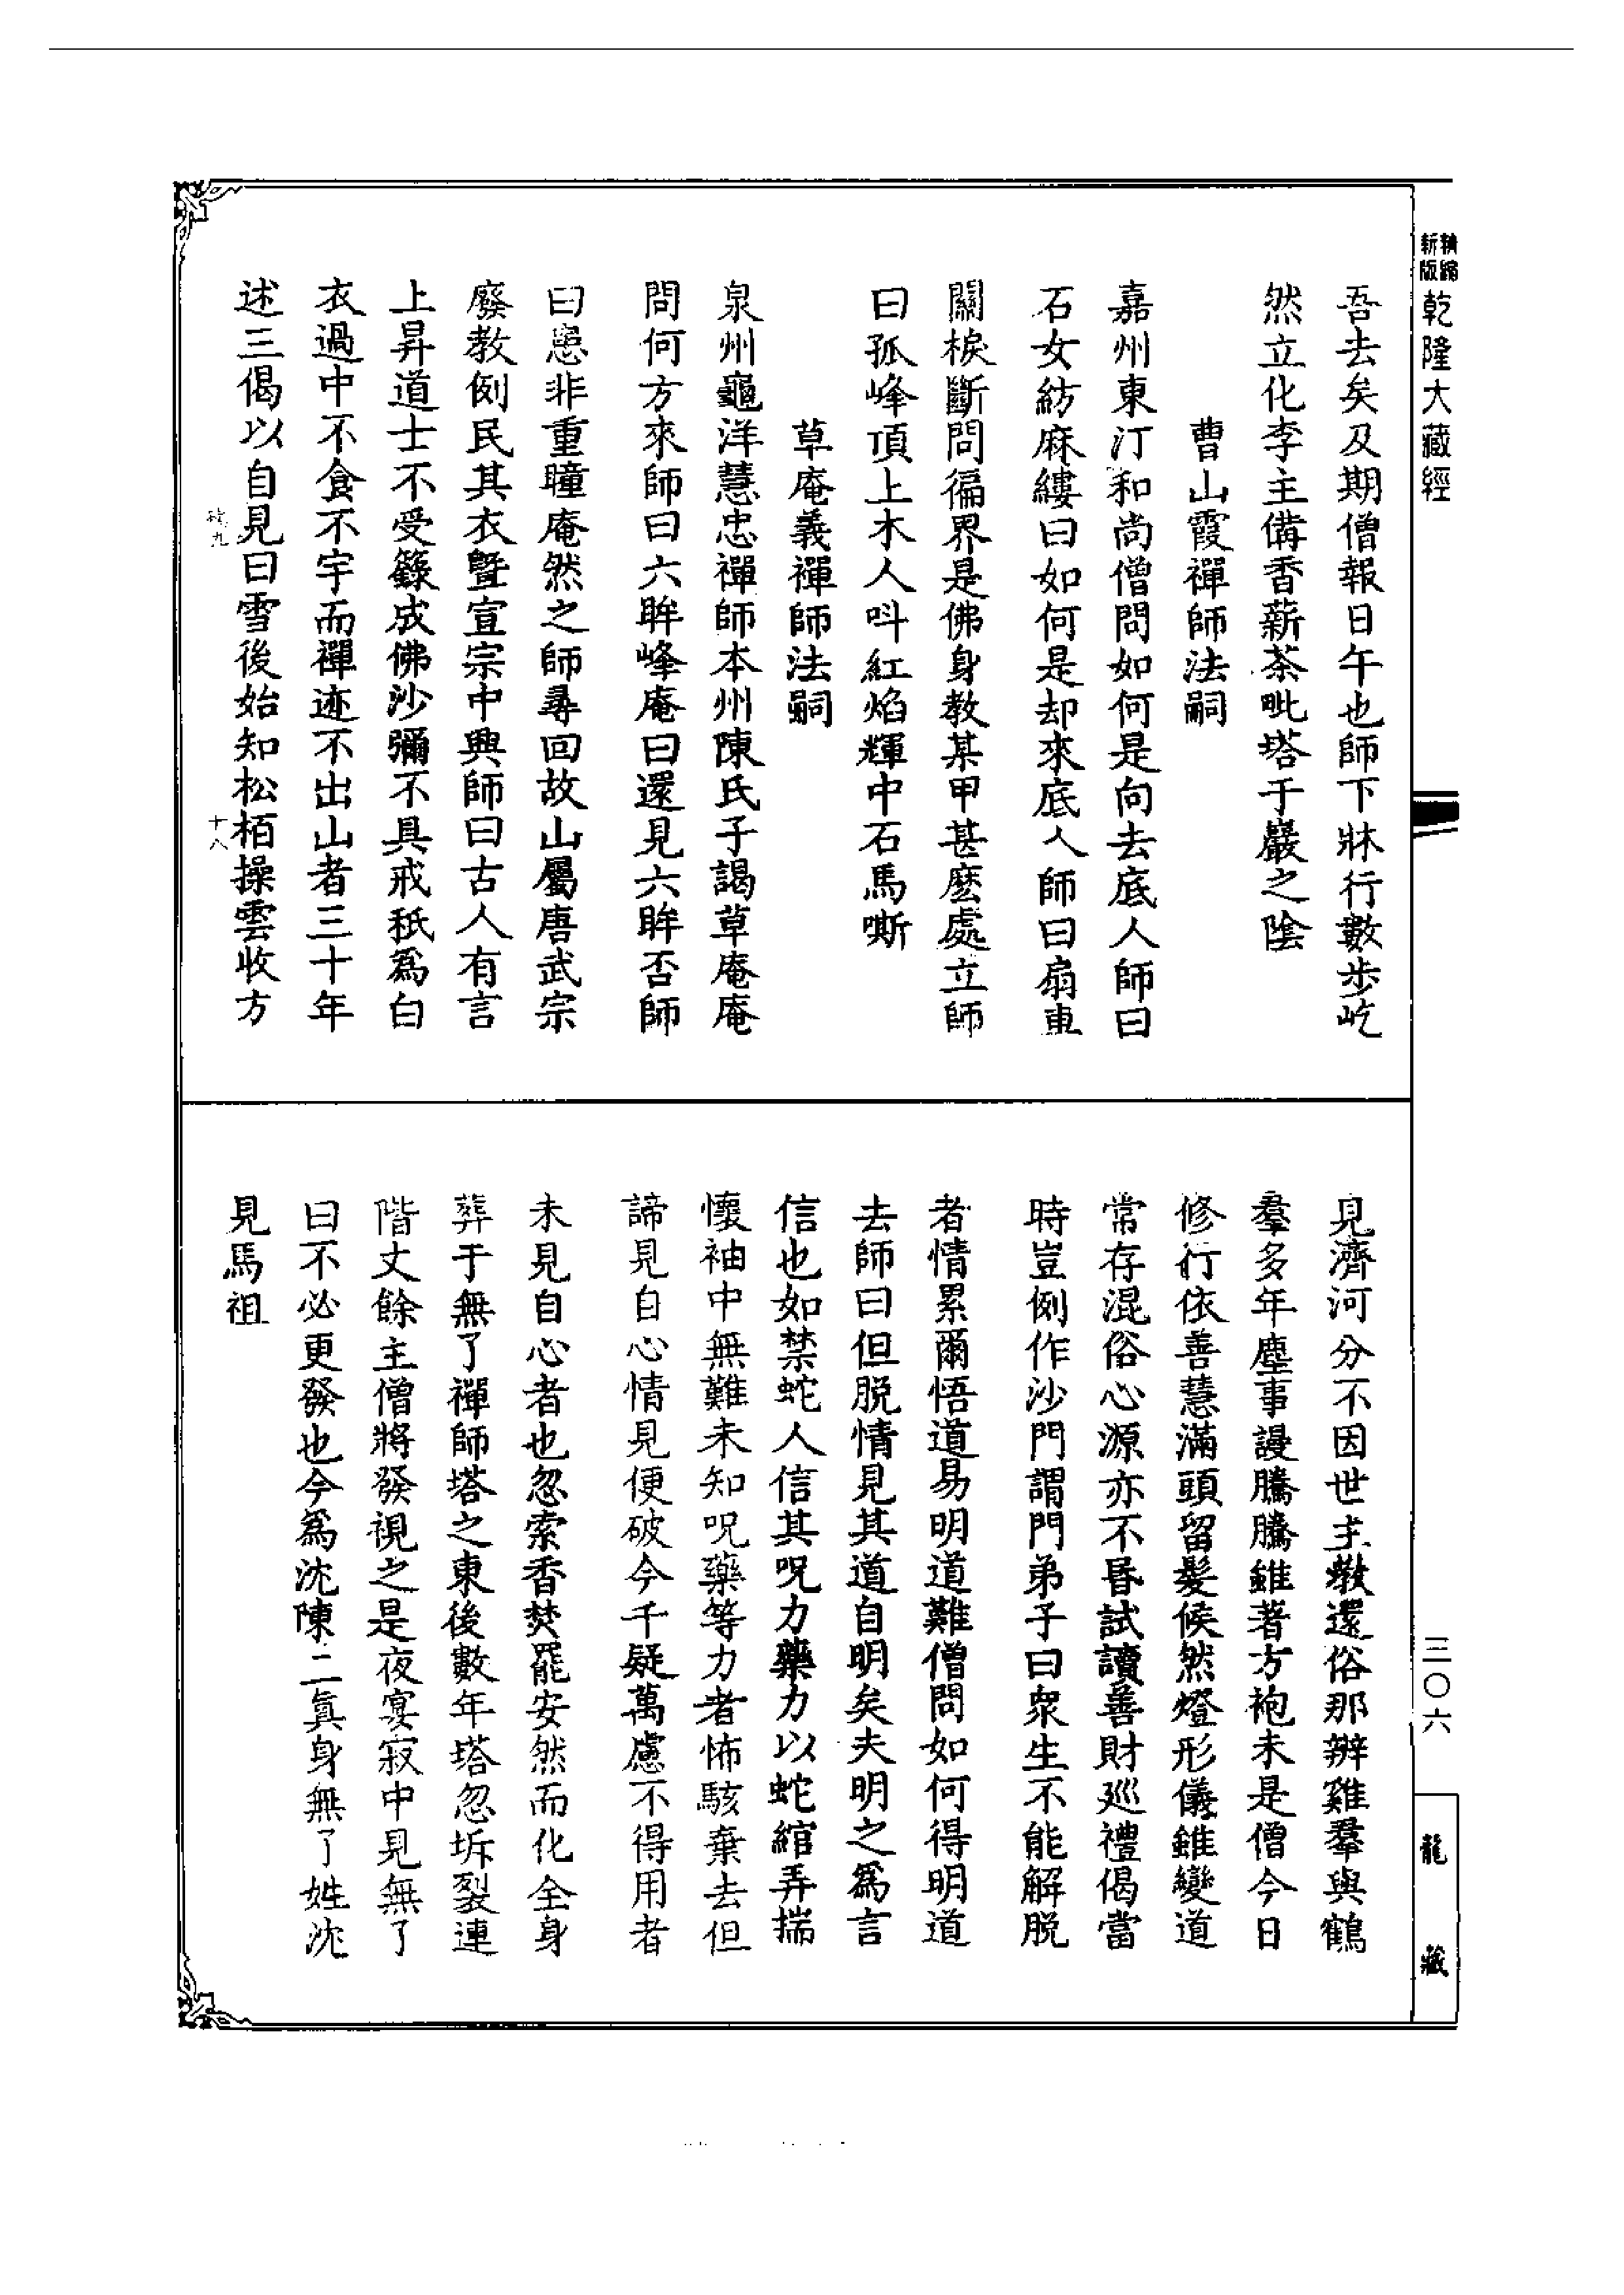 新版
精縮
乾隆大藏經
三〇六
龍藏
吾去矣及期僧報日午也師下牀行數步屹
然立化李主備香薪茶毗塔于巖之陰
曹山霞禪師法嗣
嘉州東汀和尚僧問如何是向去底人師曰
石女紡麻縷曰如何是却來底人師曰扇車
關棙斷問徧界是佛身教某甲甚麽處立師
曰孤峰頂上木人呌紅焰輝中石馬嘶
草庵義禪師法嗣
泉州龜洋慧忠禪師本州陳氏子謁草庵庵
問何方來師曰六眸峰庵曰還見六眸否師
曰患非重瞳庵然之師尋回故山屬唐武宗
廢教例民其衣曁宣宗中興師曰古人有言
上昇道士不受籙成佛沙彌不具戒秖爲白
衣過中不食不宇而禪迹不出山者三十年
述三偈以自見曰雪後始知松栢操雲收方
九
十八
見濟河分不因世主教還俗那辨雞羣與鶴
羣多年塵事謾騰騰雖著方袍未是僧今日
修行依善慧滿頭留髮候然燈形儀雖變道
常存混俗心源亦不昬試讀善財巡禮偈當
時豈例作沙門謂門弟子曰衆生不能解脱
者情累爾悟道易明道難僧問如何得明道
去師曰但脱情見其道自明矣夫明之爲言
信也如禁蛇人信其呪力藥力以蛇綰弄揣
懷袖中無難未知呪藥等力者怖駭棄去但
諦見自心情見便破今千疑萬慮不得用者
未見自心者也忽索香焚罷安然而化全身
葬于無了禪師塔之東後數年塔忽坼裂連
階丈餘主僧將發視之是夜宴寂中見無了
曰不必更發也今爲沈陳二眞身無了姓沈
見馬祖